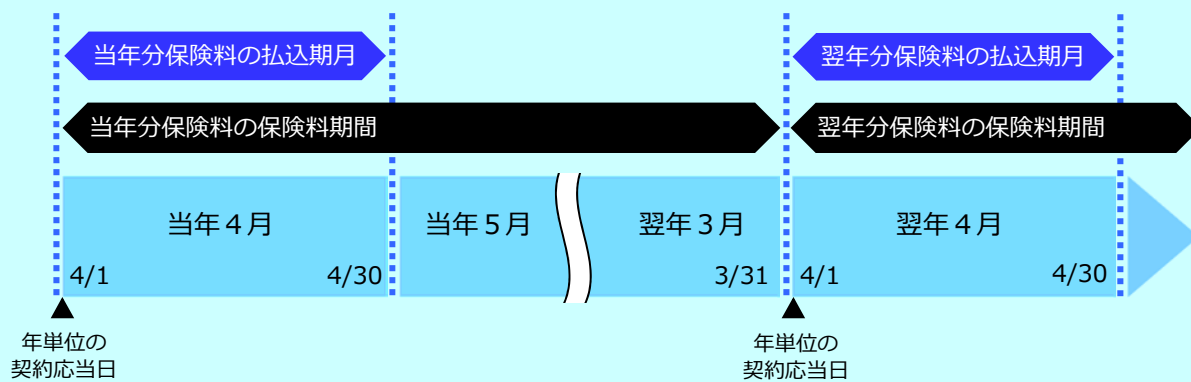 当年分保険料の払込期月
翌年分保険料の払込期月
当年分保険料の保険料期間
翌年分保険料の保険料期間
当年４月
当年５月
翌年３月
翌年４月
4/1
4/30
3/31
4/1
4/30
年単位の
契約応当日
年単位の
契約応当日